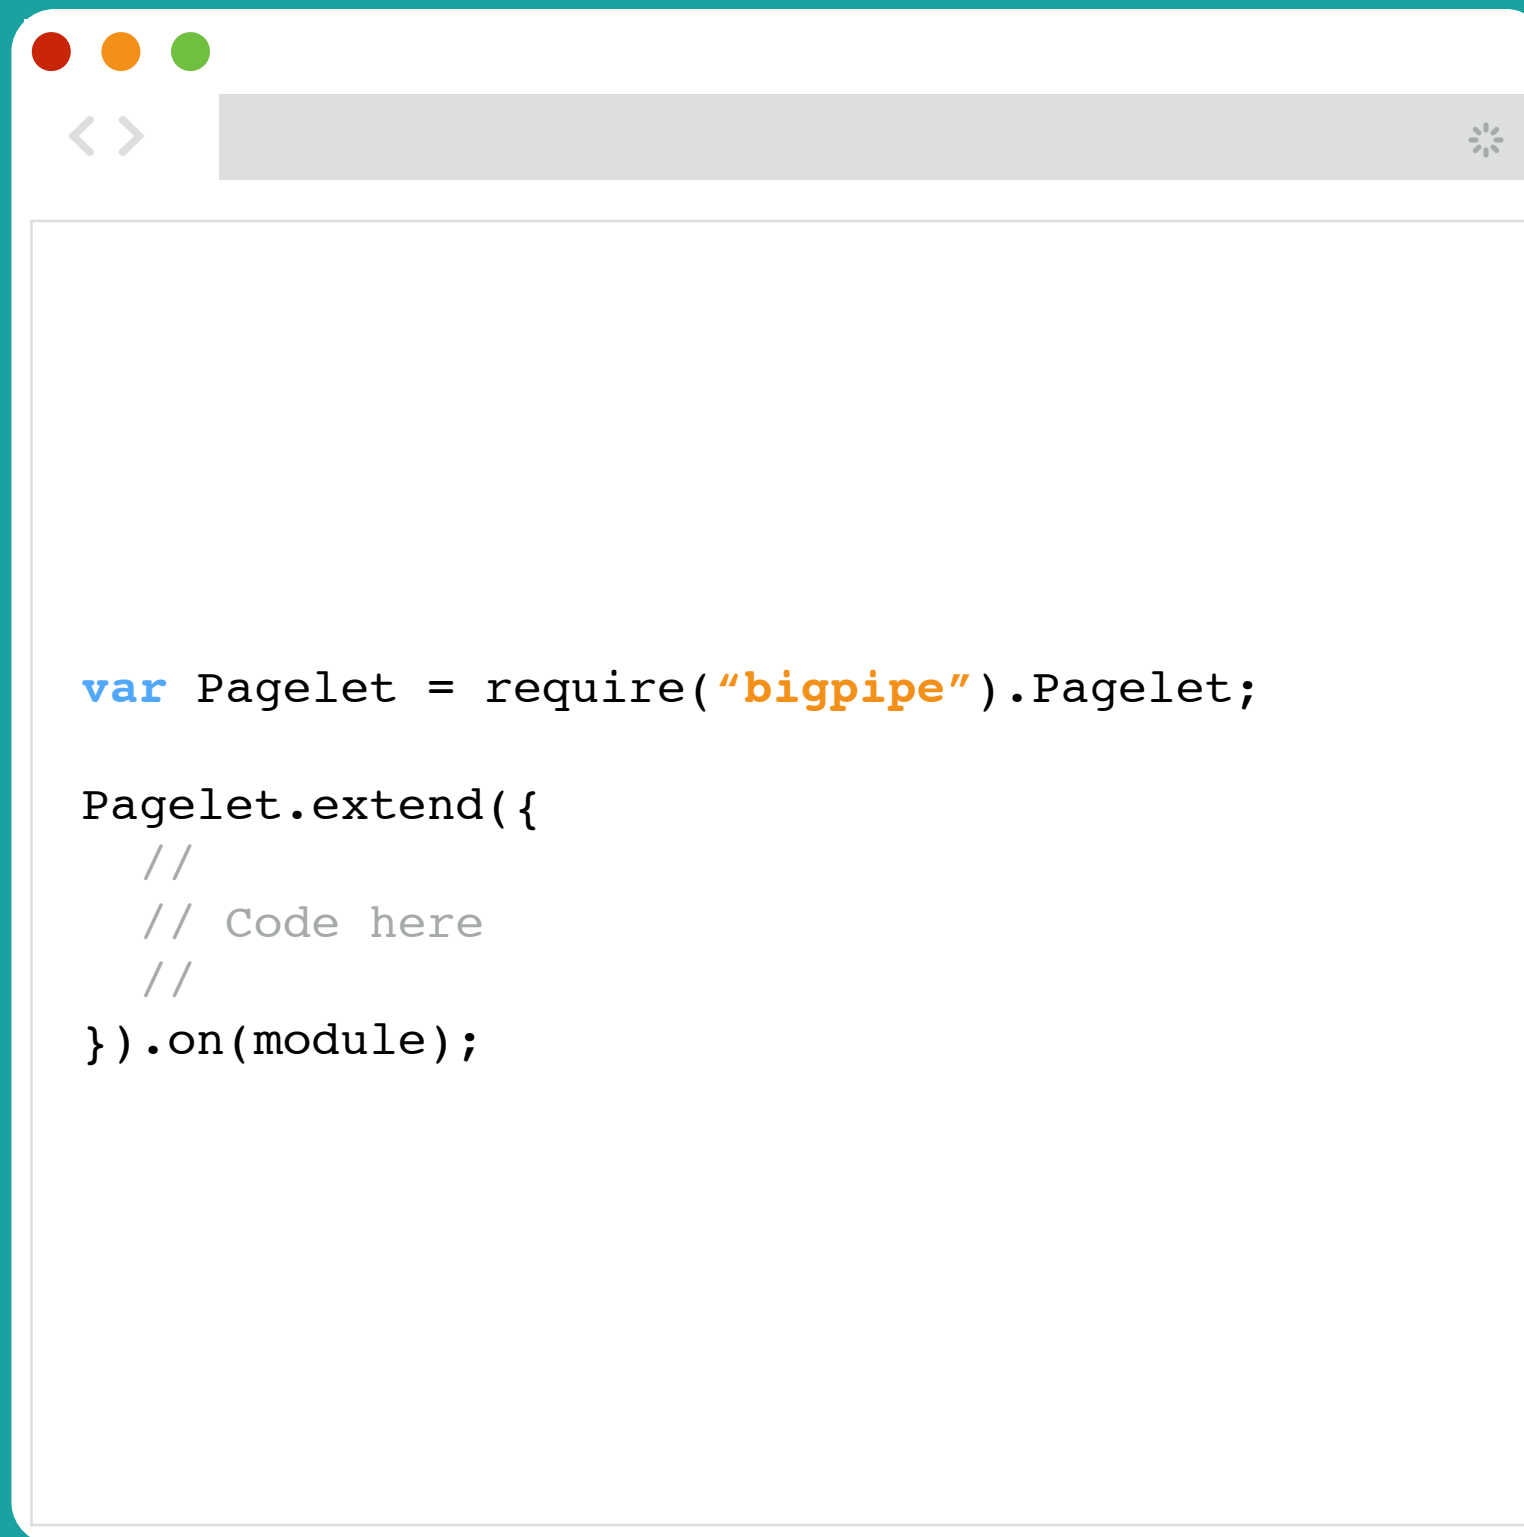 var Pagelet = require(“bigpipe”).Pagelet;
Pagelet.extend({
//
// Code here
//
}).on(module);